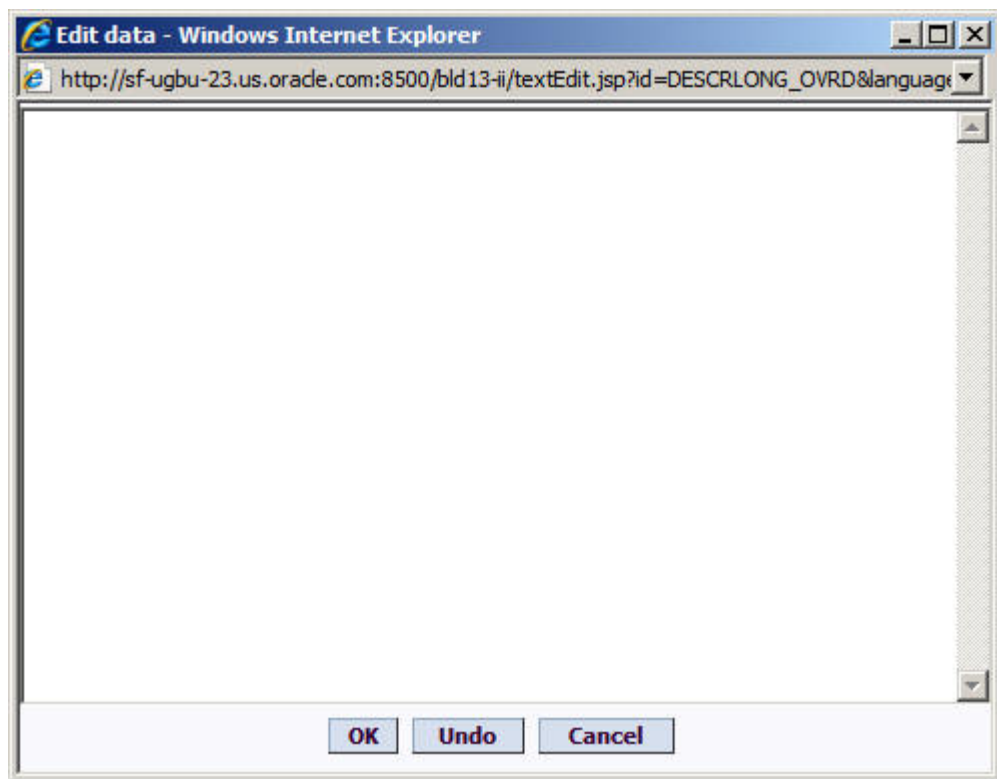 Edit data - Windows Internet Explorer
http://sf-ugbu-23.us.oracle.com:8500/bld13-ii/textEdit.jsp?id=DESCRLONG_OVRD&language
OK Undo Cancel